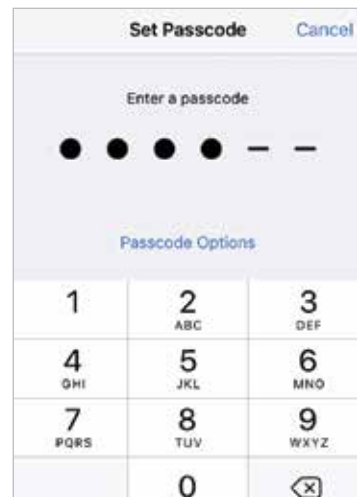 Set Passcode Cancel
Enter a passcode
Passcode Options
1 2 3
ABC DEF
4 5 6
GHI JKL MNO
7 8 9
PQRS TUV WXYZ
0